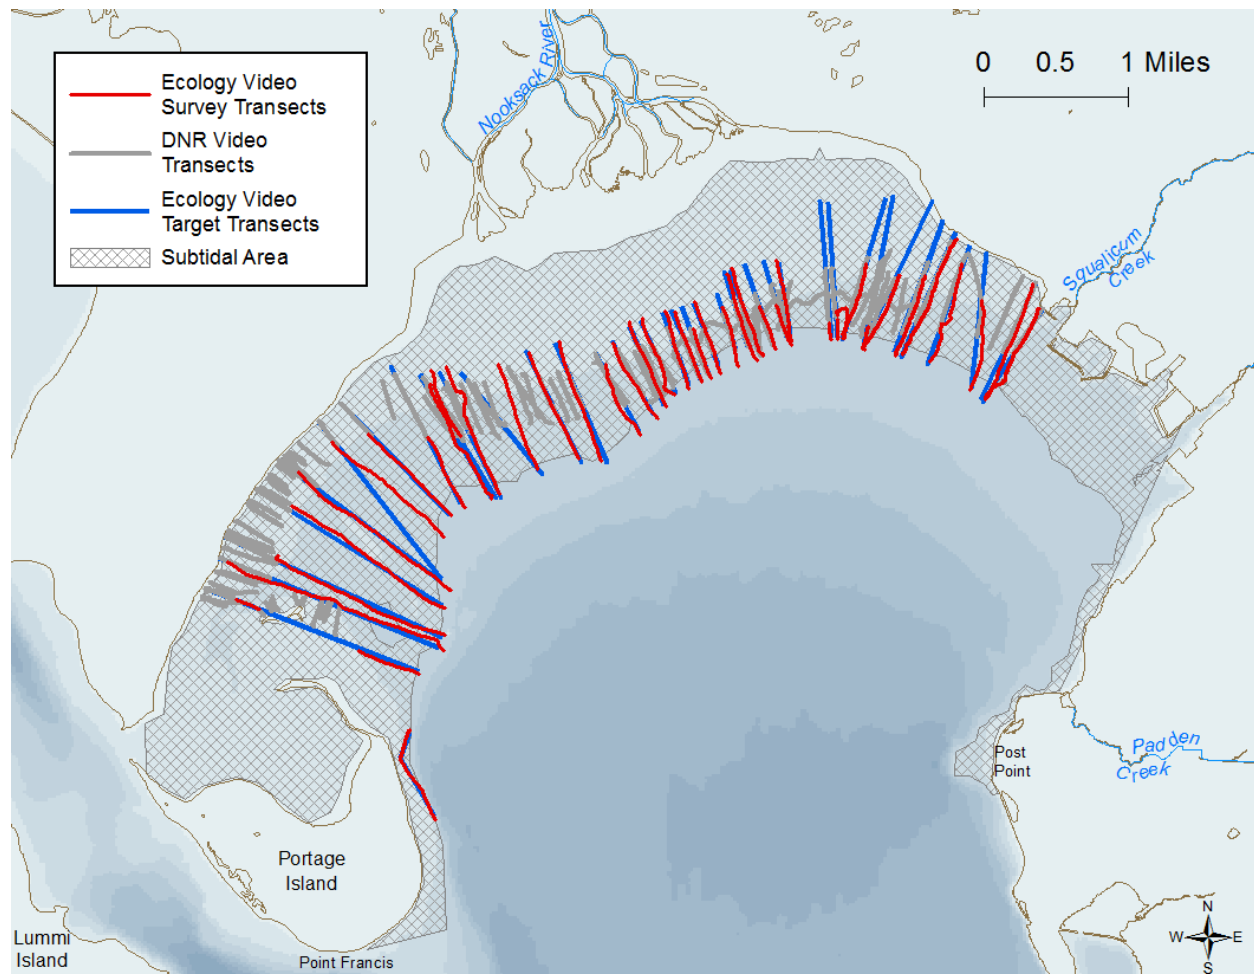 Ecology Video
Survey Transects
DNR Video
Transects
Ecology Video
Target Transects
Subtidal Area
Nooksack River
0 0.5 1 Miles
Squalicum
Creek
Padden
Creek
Post
Point
Portage
Island
Lummi
Island
Point Francis
N
W E
S